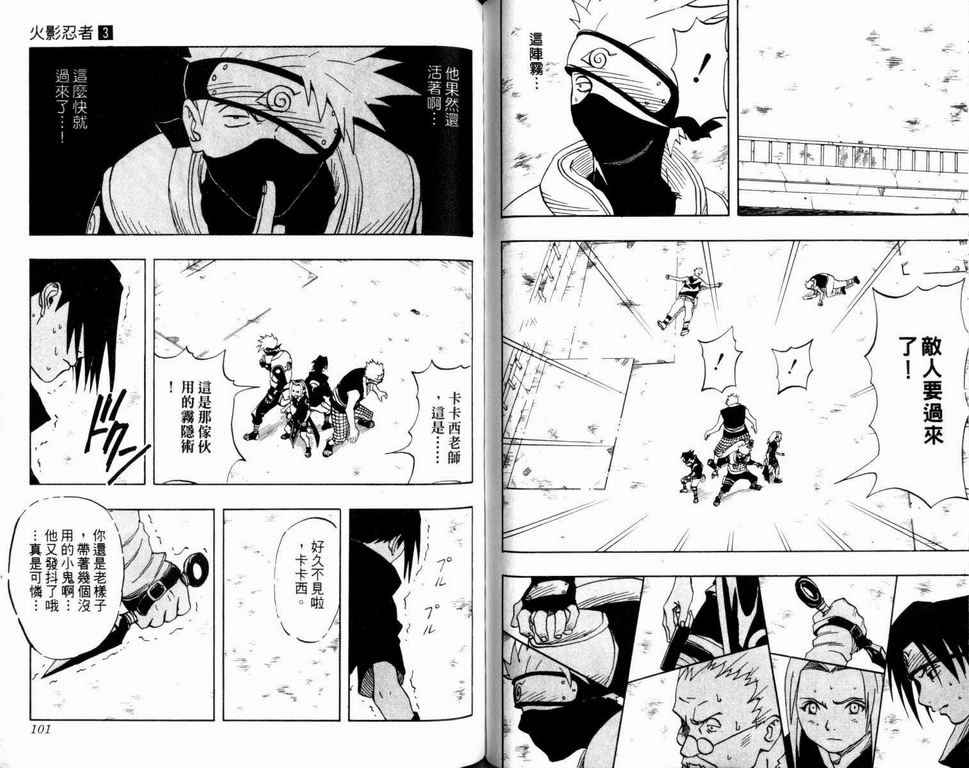 ！
這陣霧…
敵人要過來
了！
！
！
火影忍者 3
他果然還
活著啊…
這麼快就
過來了…！
卡卡西老師
，這是……
這是那傢伙
用的霧隱術
！
ドクン
プル
プル
好久不見啦
，卡卡西。
你還是老樣子
，帶著幾個沒
用的小鬼啊…
他又發抖了哦
…真是可憐…
101